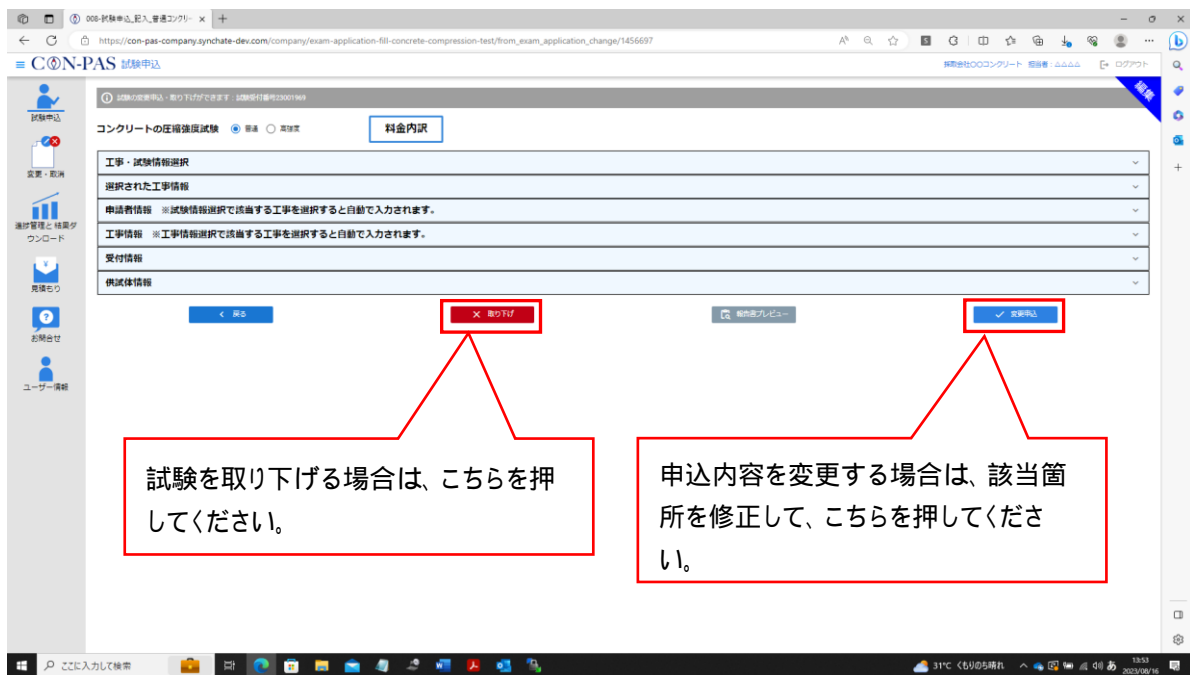 008-試験申込_記入_普通コンクリー
https://con-pas-company.synchate-dev.com/company/exam-application-fill-concrete-compression-test/from_exam_application_change/1456697
CON-PAS 試験申込
株式会社〇〇コンクリート 担当者:△△△△ ログアウト
編集
試験の変更申込・取り下げができます:試験受付番号23001969
コンクリートの圧縮強度試験 普通 高強度 料金内訳
工事・試験情報選択
選択された工事情報
申請者情報 ※試験情報選択で該当する工事を選択すると自動で入力されます。
工事情報 ※工事情報選択で該当する工事を選択すると自動で入力されます。
受付情報
供試体情報
戻る
取り下げ
報告書プレビュー
変更申込
試験申込
変更・取消
進捗管理と結果ダ
ウンロード
見積もり
お問合せ
ユーザー情報
試験を取り下げる場合は、こちらを押
してください。
申込内容を変更する場合は、該当箇
所を修正して、こちらを押してくださ
い。
ここに入力して検索
31°C くもりのち晴れ
あ
13:53
2023/08/16